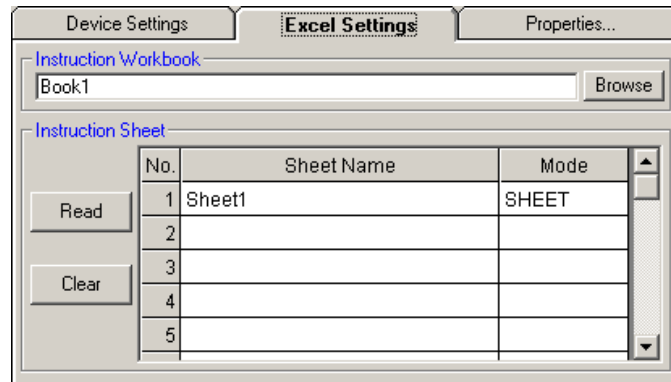 Device Settings Excel Settings Properties...
Instruction Workbook
Book1 Browse
Instruction Sheet
No. Sheet Name Mode
Read
1 Sheet1 SHEET
2
3
Clear
4
5